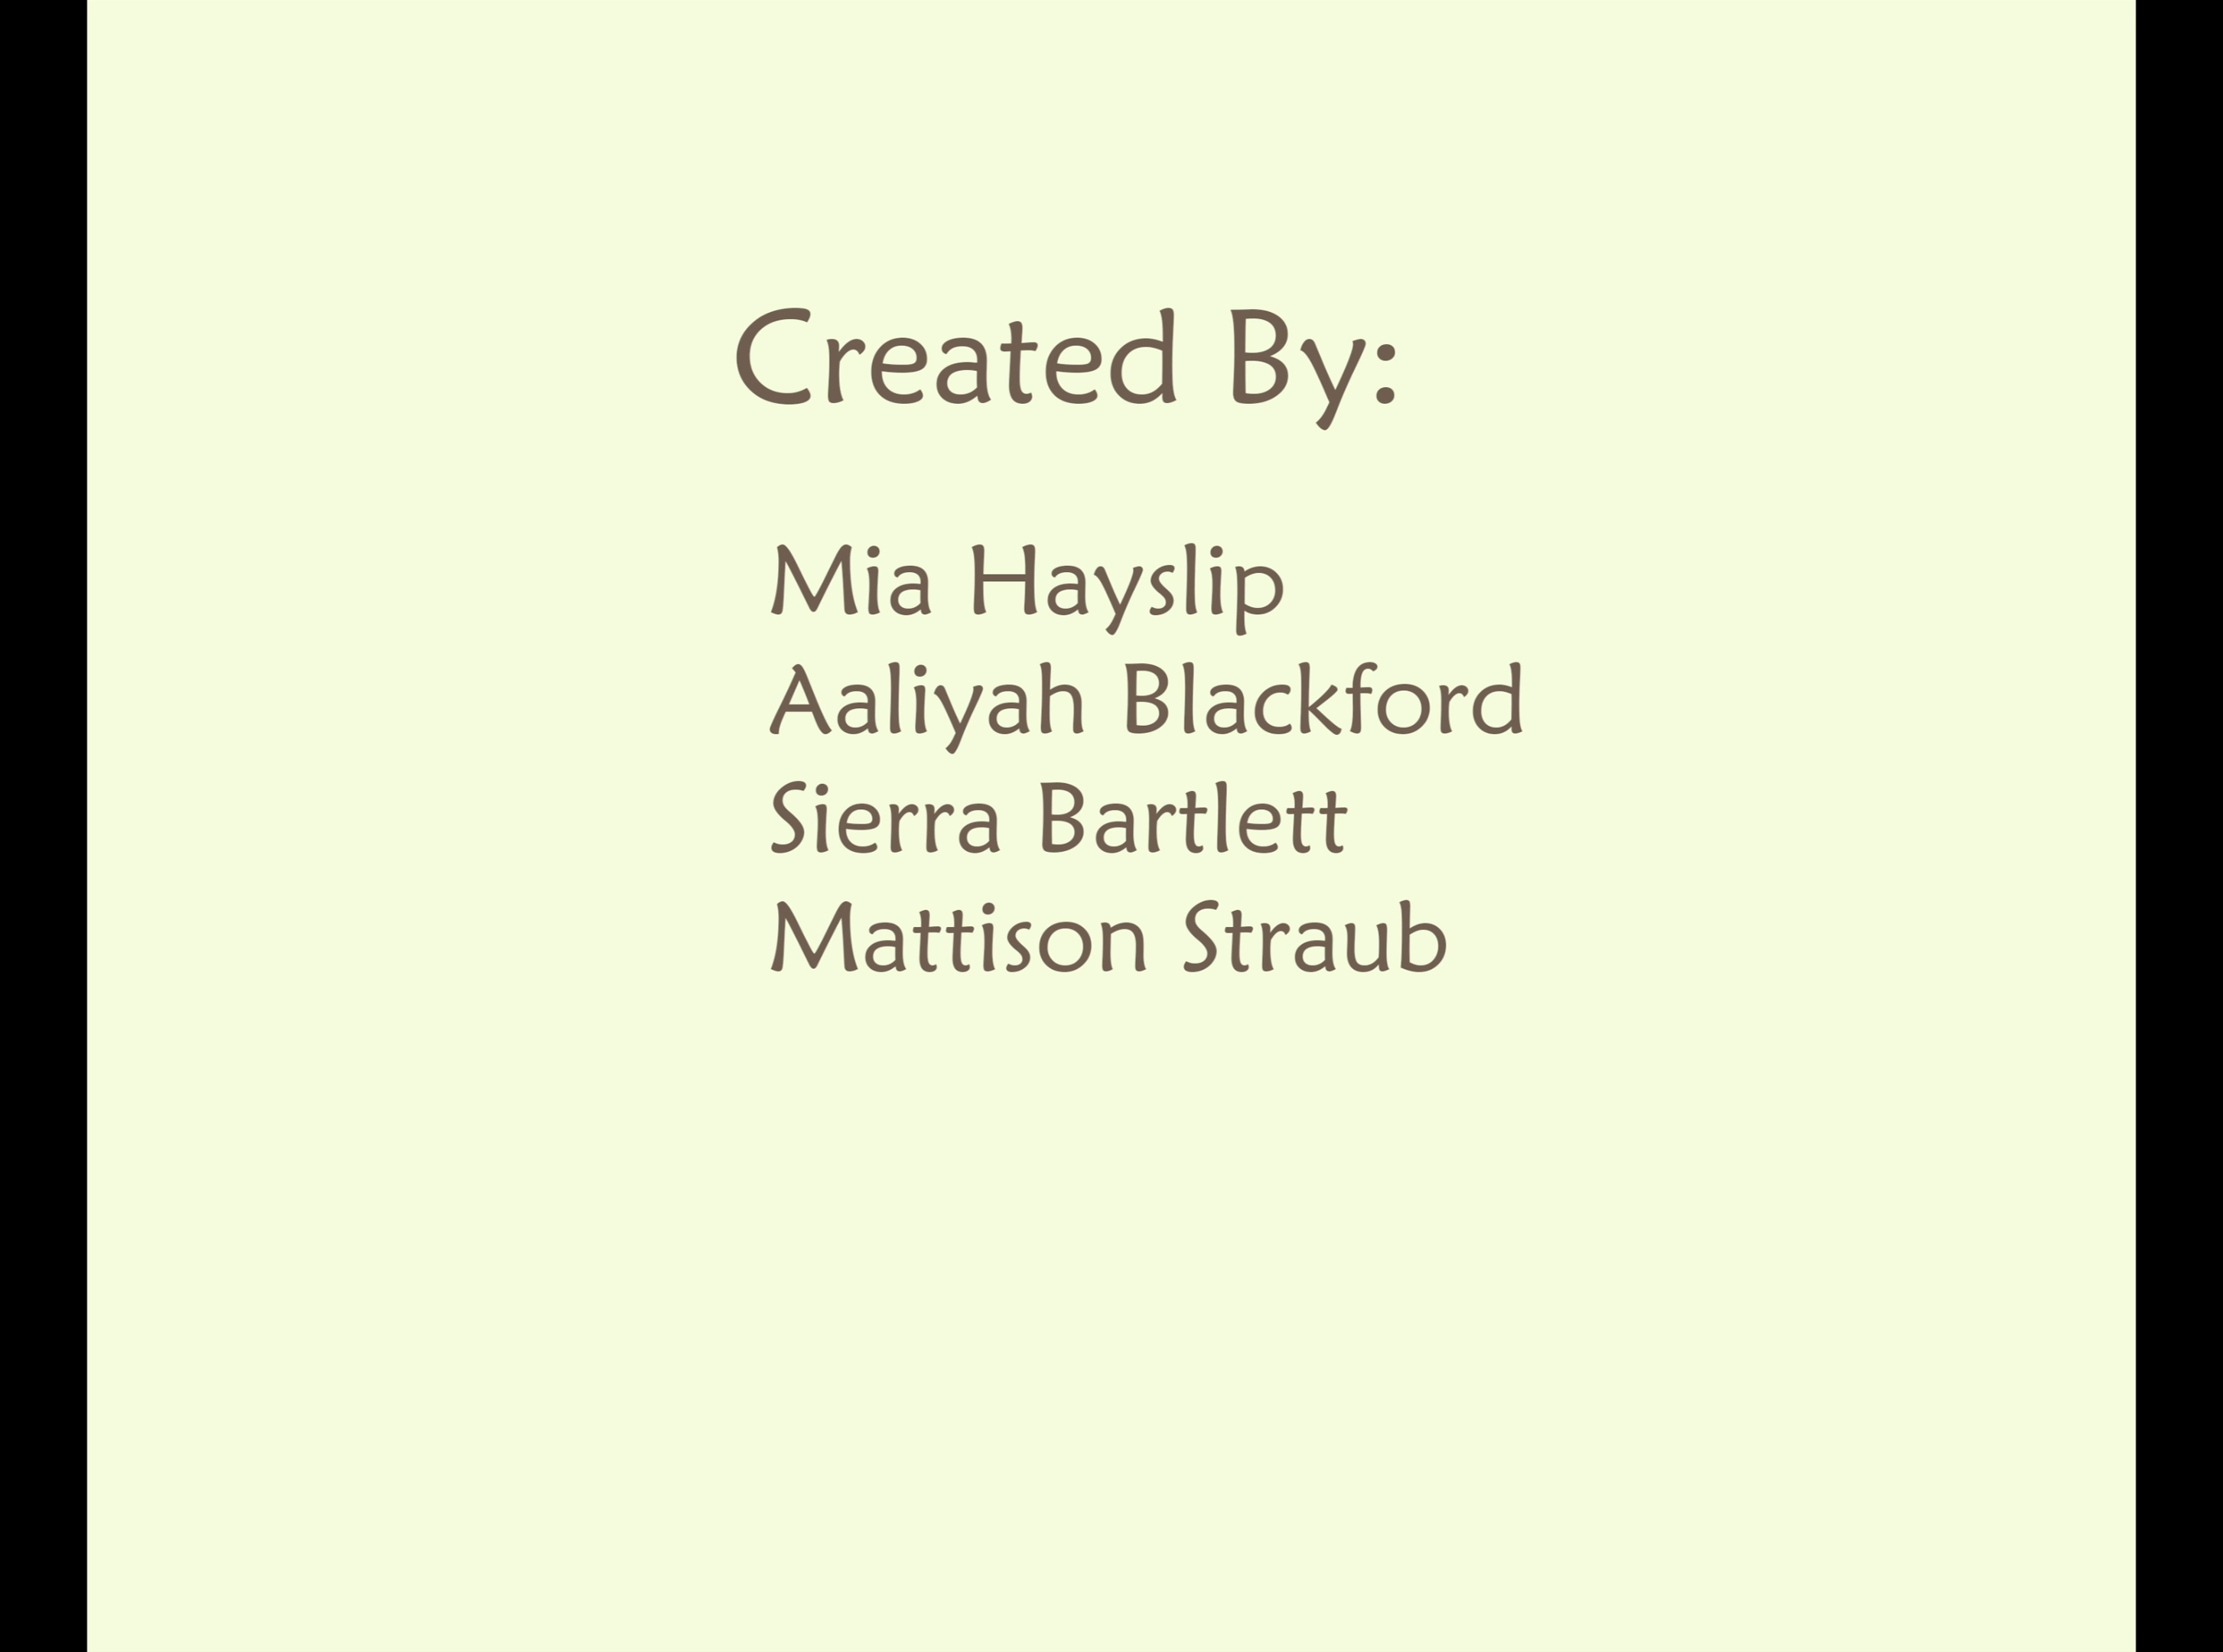 Created By:
Mia Hayslip
Aaliyah Blackford
Sierra Bartlett
Mattison Straub